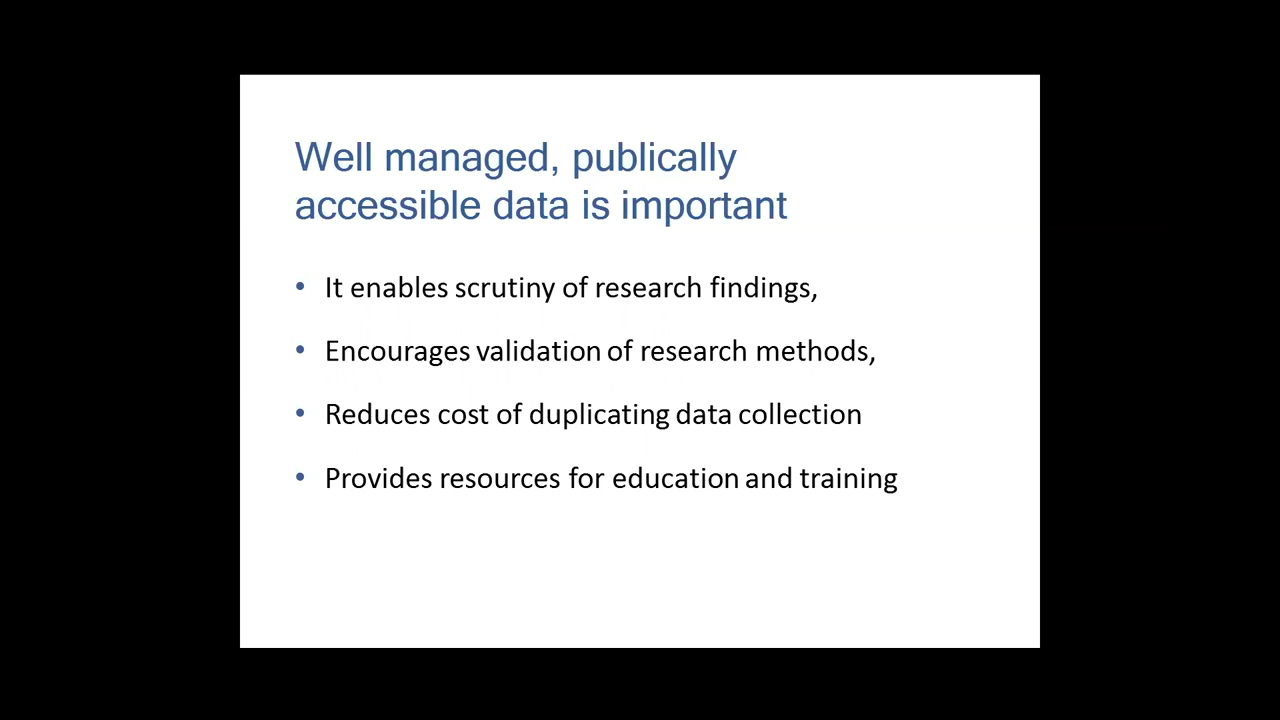 Well managed, publically
accessible data is important
• It enables scrutiny of research findings,
• Encourages validation of research methods,
• Reduces cost of duplicating data collection
• Provides resources for education and training